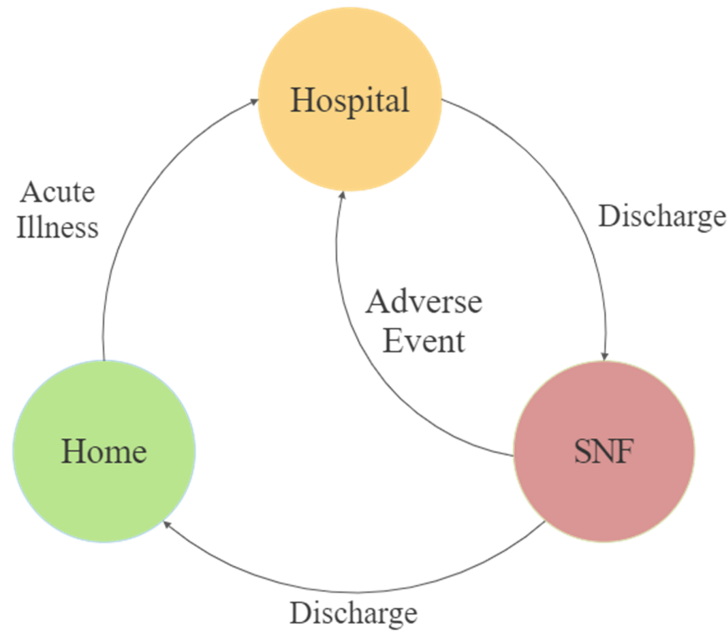 Hospital
Acute
Illness
Discharge
Adverse
Event
Home
SNF
Discharge